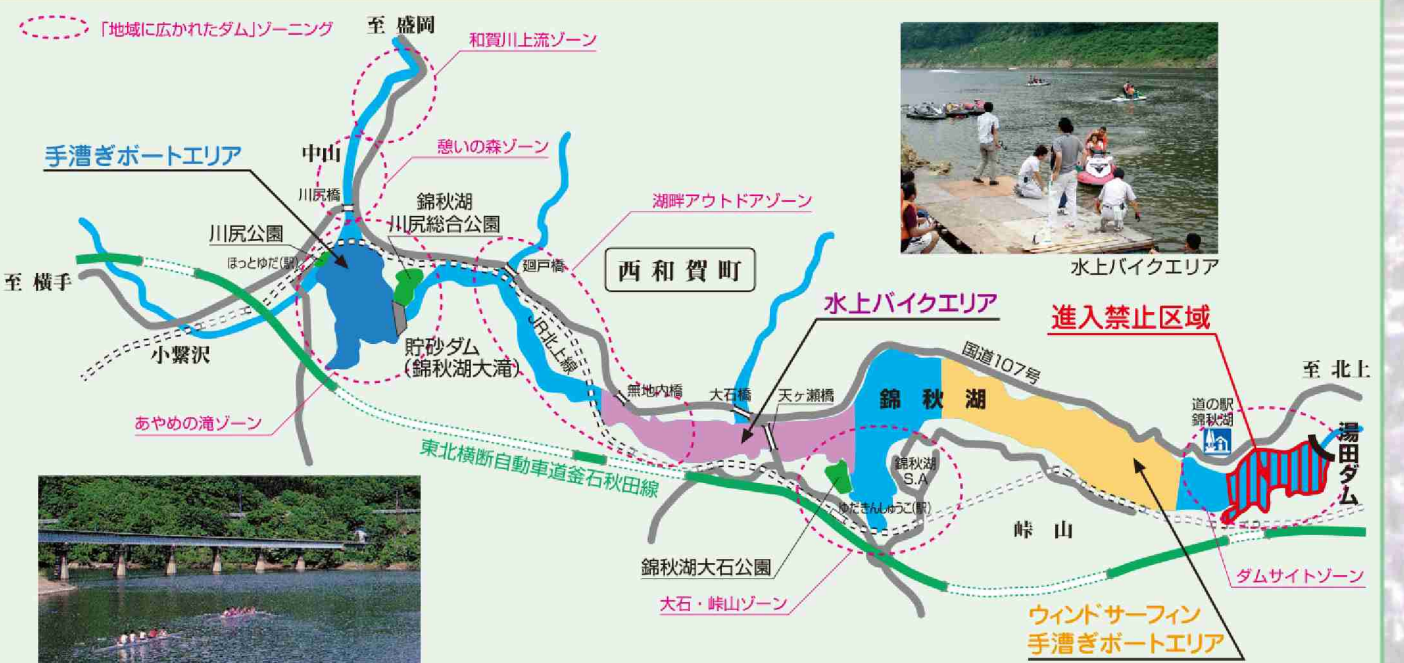 「地域に広かれたダム」ゾーニング
至 盛岡
和賀川上流ゾーン
手漕ぎボートエリア
中山
憩いの森ゾーン
川尻橋
錦秋湖
川尻総合公園
湖畔アウトドアゾーン
川尻公園
ほっとゆだ(駅)
廻戸橋
西和賀町
水上バイクエリア
至 横手
水上バイクエリア
進入禁止区域
小繋沢
貯砂ダム
(錦秋湖大滝)
JR北上線
国道107号
至 北上
無地内橋
大石橋
天ヶ瀬橋
錦秋湖
道の駅
錦秋湖
湯田ダム
あやめの滝ゾーン
東北横断自動車道釜石秋田線
錦秋湖
S.A
ゆだきんしゅうこ(駅)
峠山
錦秋湖大石公園
ダムサイトゾーン
大石・峠山ゾーン
ウィンドサーフィン
手漕ぎボートエリア